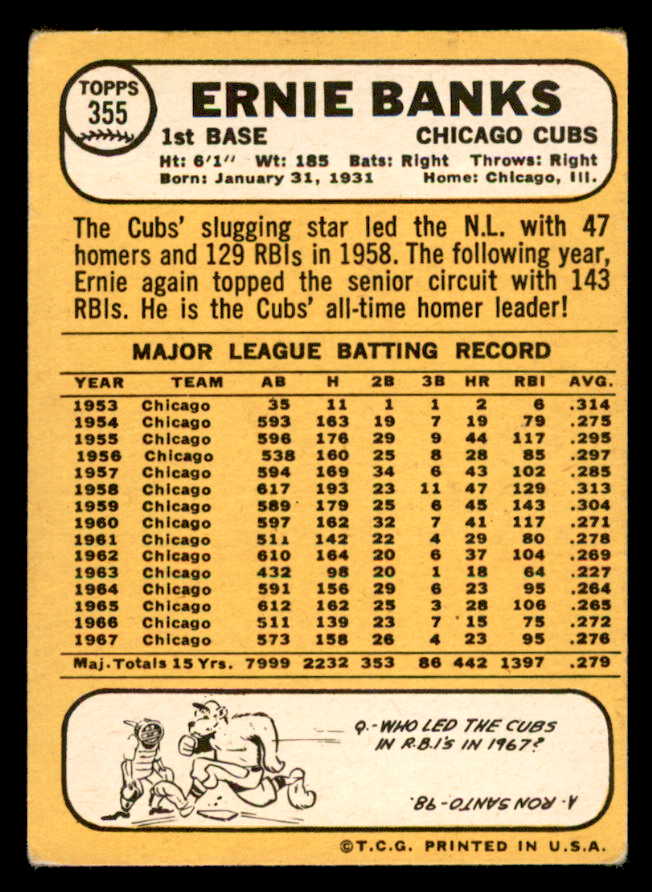 TOPPS
355
ERNIE BANKS
1st BASE CHICAGO CUBS
Ht: 6'1" Wt: 185 Bats: Right Throws: Right
Born: January 31, 1931 Home: Chicago, Ill.
The Cubs' slugging star led the N.L. with 47
homers and 129 RBIs in 1958. The following year,
Ernie again topped the senior circuit with 143
RBIs. He is the Cubs' all-time homer leader!
MAJOR LEAGUE BATTING RECORD
YEAR TEAM AB H 2B 3B HR RBI AVG.
1953 Chicago 35 11 1 1 2 6 .314
1954 Chicago 593 163 19 7 19 79 .275
1955 Chicago 596 176 29 9 44 117 .295
1956 Chicago 538 160 25 8 28 85 .297
1957 Chicago 594 169 34 6 43 102 .285
1958 Chicago 617 193 23 11 47 129 .313
1959 Chicago 589 179 25 6 45 143 .304
1960 Chicago 597 162 32 7 41 117 .271
1961 Chicago 511 142 22 4 29 80 .278
1962 Chicago 610 164 20 6 37 104 .269
1963 Chicago 432 98 20 1 18 64 .227
1964 Chicago 591 156 29 6 23 95 .264
1965 Chicago 612 162 25 3 28 106 .265
1966 Chicago 511 139 23 7 15 75 .272
1967 Chicago 573 158 26 4 23 95 .276
Maj. Totals 15 Yrs. 7999 2232 353 86 442 1397 .279
Q.-WHO LED THE CUBS
IN R.B.I'S IN 1967?
A. RON SANTO-98.
©T.C.G. PRINTED IN U.S.A.